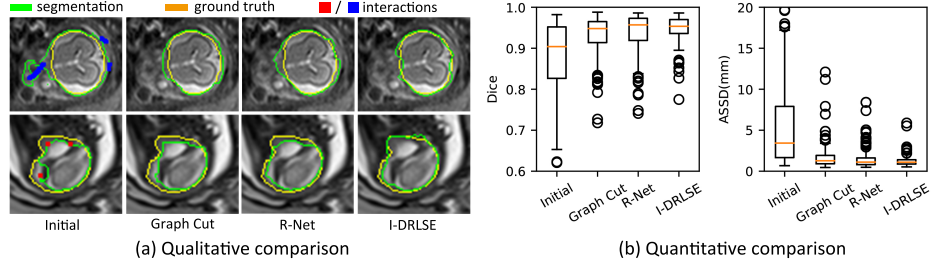 segmentation ground truth / interactions
Initial Graph Cut R-Net I-DRLSE
(a) Qualitative comparison
Dice
1.0
0.9
0.8
0.7
0.6
Initial Graph Cut R-Net I-DRLSE
ASSD(mm)
20
15
10
5
0
Initial Graph Cut R-Net I-DRLSE
(b) Quantitative comparison